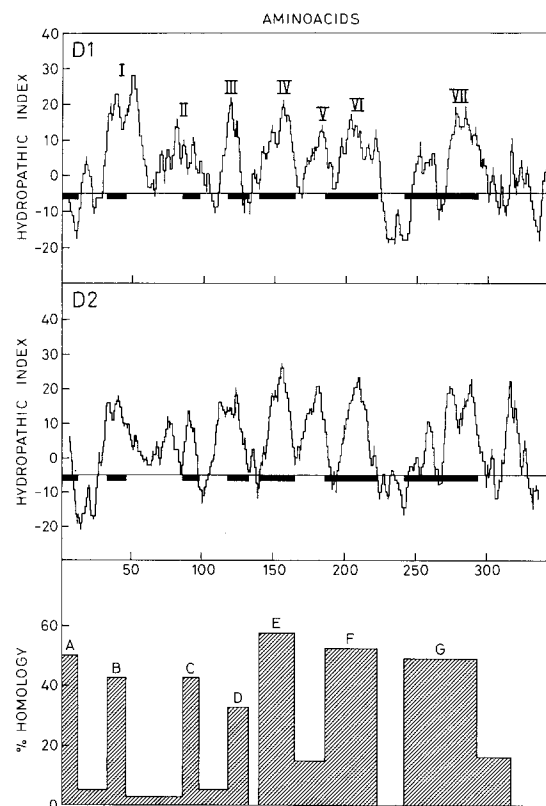 AMINOACIDS
D1
I
II
III
IV
V
VI
VII
HYDROPATHIC INDEX
40
30
20
10
0
-10
-20
D2
HYDROPATHIC INDEX
40
30
20
10
0
-10
-20
50 100 150 200 250 300
% HOMOLOGY
60
40
20
0
A
B
C
D
E
F
G